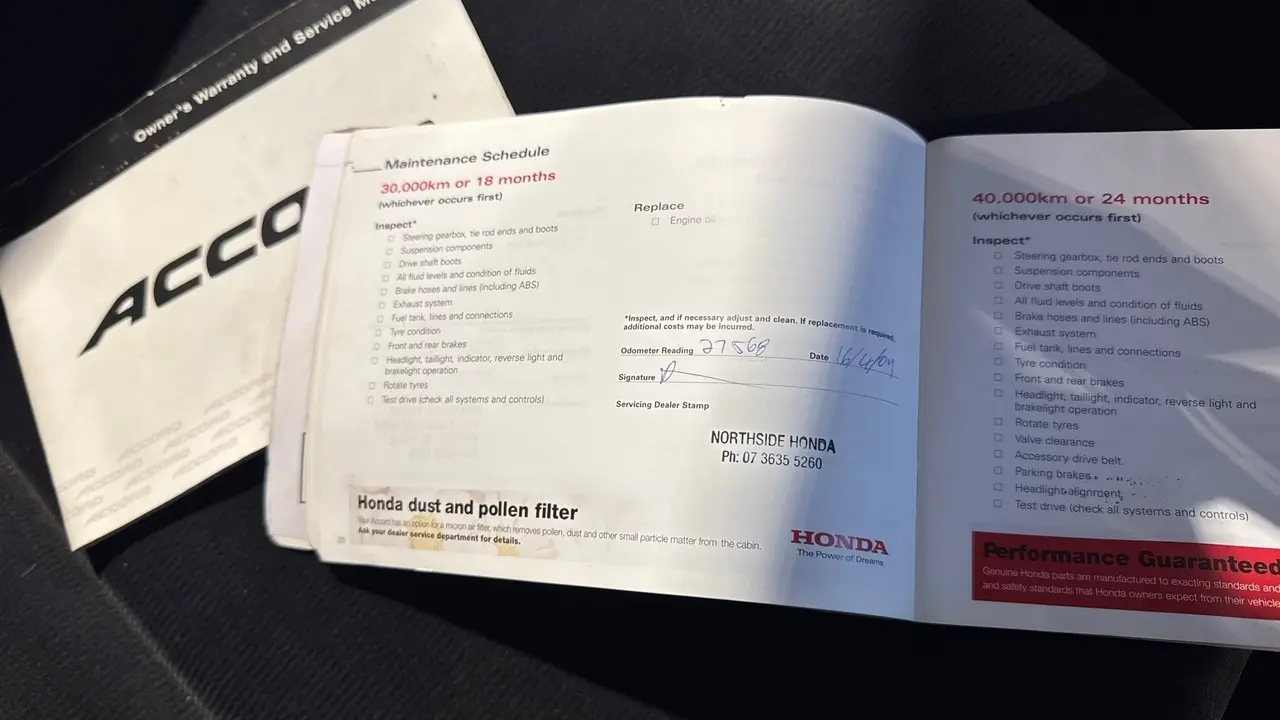 Owner's Warranty and Service
ACCO
Maintenance Schedule
30,000km or 18 months
(whichever occurs first)
Inspect*
Steering gearbox, tie rod ends and boots
Suspension components
Drive shaft boots
All fluid levels and condition of fluids
Brake hoses and lines (including ABS)
Exhaust system
Fuel tank, lines and connections
Tyre condition
Front and rear brakes
Headlight, taillight, indicator, reverse light and
brakelight operation
Rotate tyres
Test drive (check all systems and controls)
Replace
Engine oil
*Inspect, and if necessary adjust and clean. If replacement is required,
additional costs may be incurred.
Odometer Reading 27568 Date 16/4/04
Signature
Servicing Dealer Stamp
NORTHSIDE HONDA
Ph: 07 3635 5260
Honda dust and pollen filter
Your Accord has an option for a micron air filter, which removes pollen, dust and other small particle matter from the cabin.
Ask your dealer service department for details.
HONDA
The Power of Dreams
20
40,000km or 24 months
(whichever occurs first)
Inspect*
Steering gearbox, tie rod ends and boots
Suspension components
Drive shaft boots
All fluid levels and condition of fluids
Brake hoses and lines (including ABS)
Exhaust system
Fuel tank, lines and connections
Tyre condition
Front and rear brakes
Headlight, taillight, indicator, reverse light and
brakelight operation
Rotate tyres
Valve clearance
Accessory drive belt
Parking brakes
Headlight alignment
Test drive (check all systems and controls)
Performance Guaranteed
Genuine Honda parts are manufactured to exacting standards and
and safety standards that Honda owners expect from their vehicle